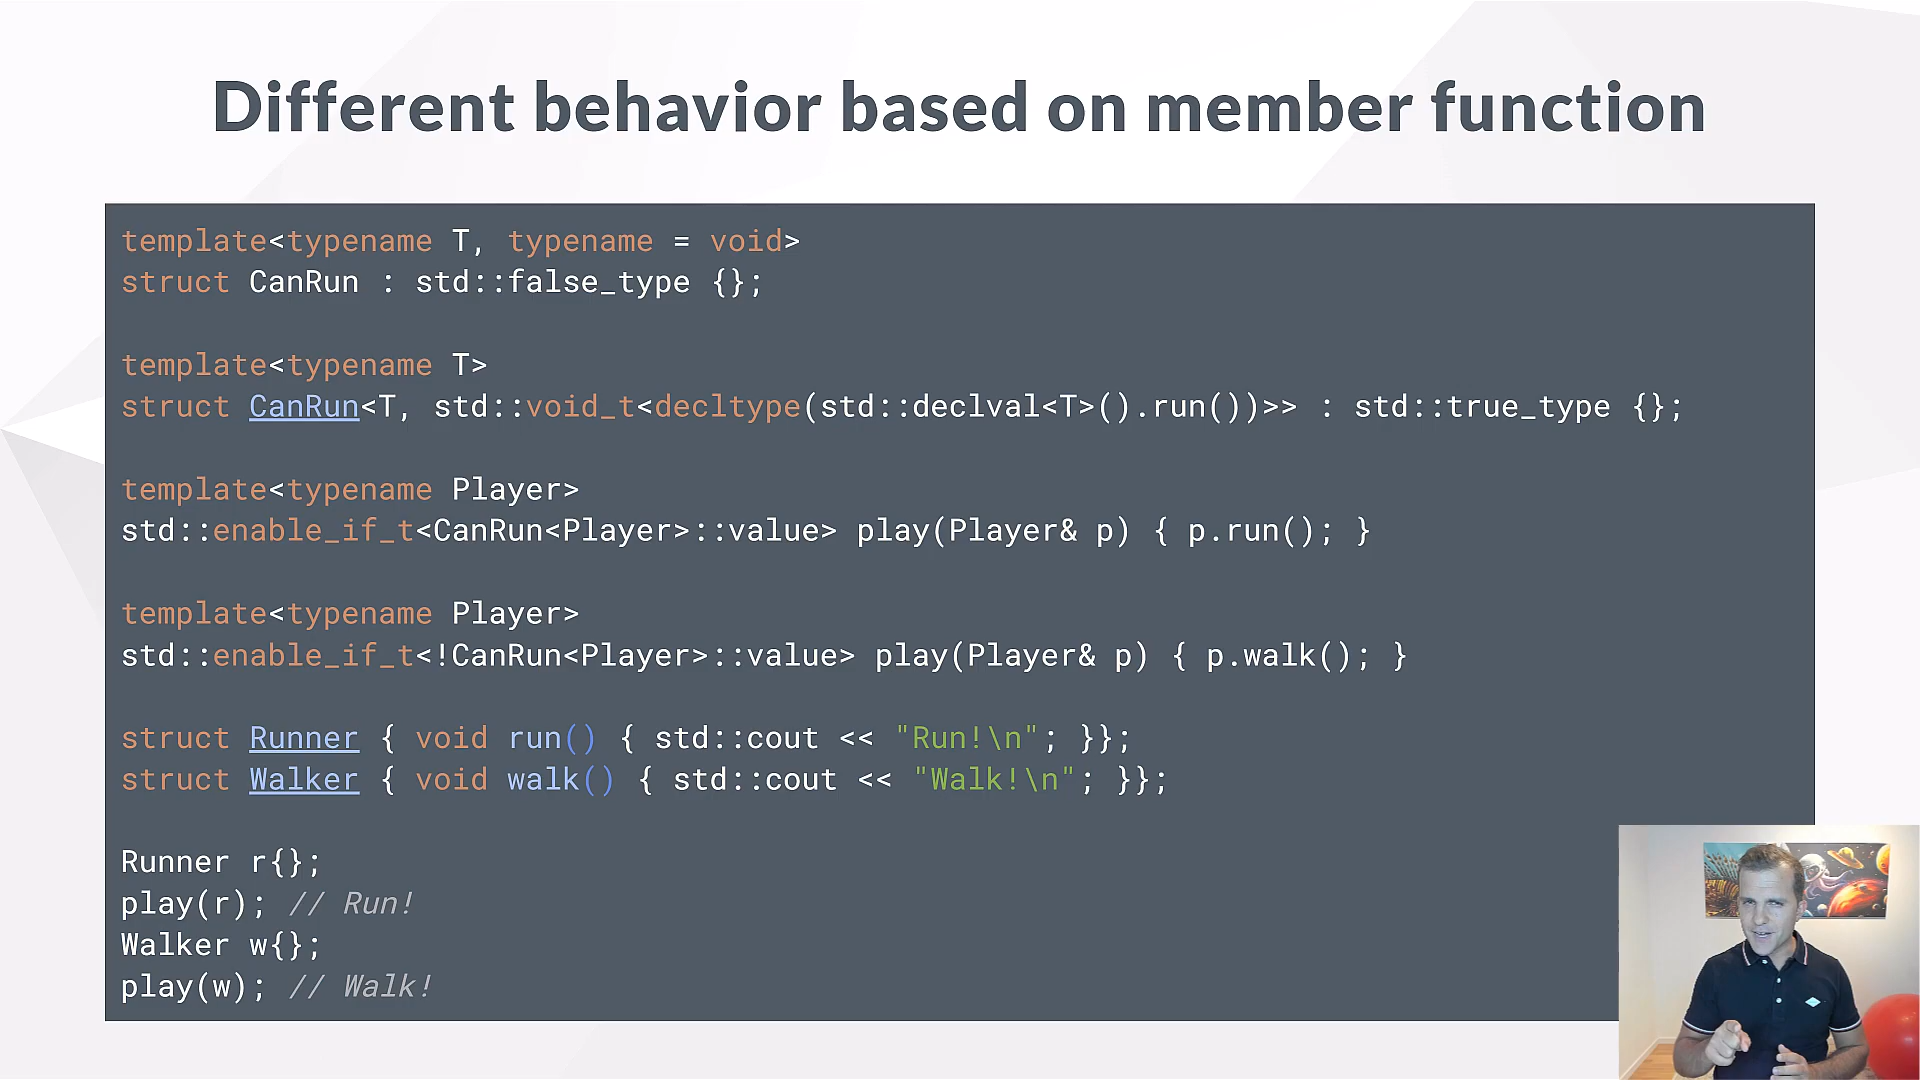 Different behavior based on member function
template<typename T, typename = void>
struct CanRun : std::false_type {};
template<typename T>
struct CanRun<T, std::void_t<decltype(std::declval<T>().run())>> : std::true_type {};
template<typename Player>
std::enable_if_t<CanRun<Player>::value> play(Player& p) { p.run(); }
template<typename Player>
std::enable_if_t<!CanRun<Player>::value> play(Player& p) { p.walk(); }
struct Runner { void run() { std::cout << "Run!\n"; }};
struct Walker { void walk() { std::cout << "Walk!\n"; }};
Runner r{};
play(r); // Run!
Walker w{};
play(w); // Walk!